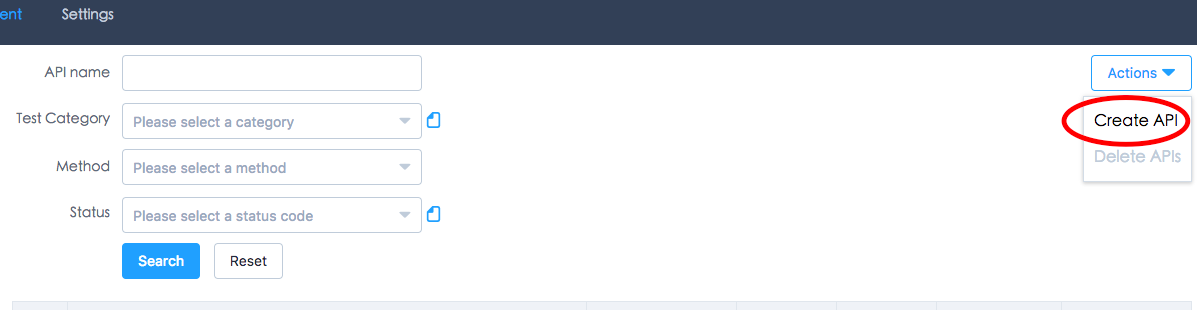 ent Settings
API name
Actions
Test Category Please select a category
Create API
Method Please select a method
Delete APIs
Status Please select a status code
Search Reset